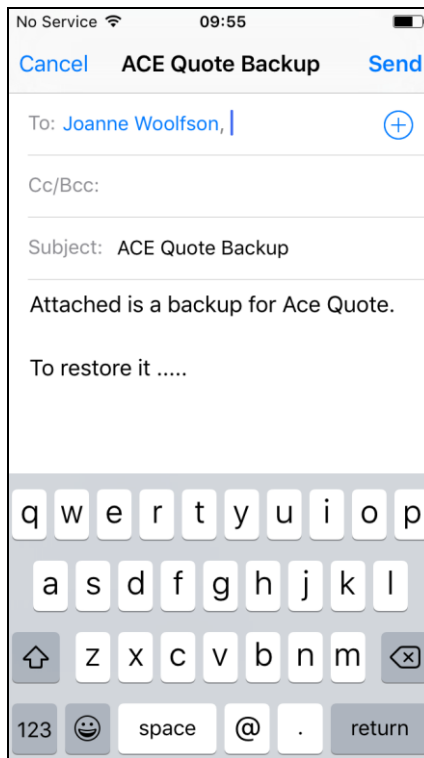 No Service 09:55
Cancel ACE Quote Backup Send
To: Joanne Woolfson,
Cc/Bcc:
Subject: ACE Quote Backup
Attached is a backup for Ace Quote.
To restore it .....
q w e r t y u i o p
a s d f g h j k l
z x c v b n m
123 space @ . return